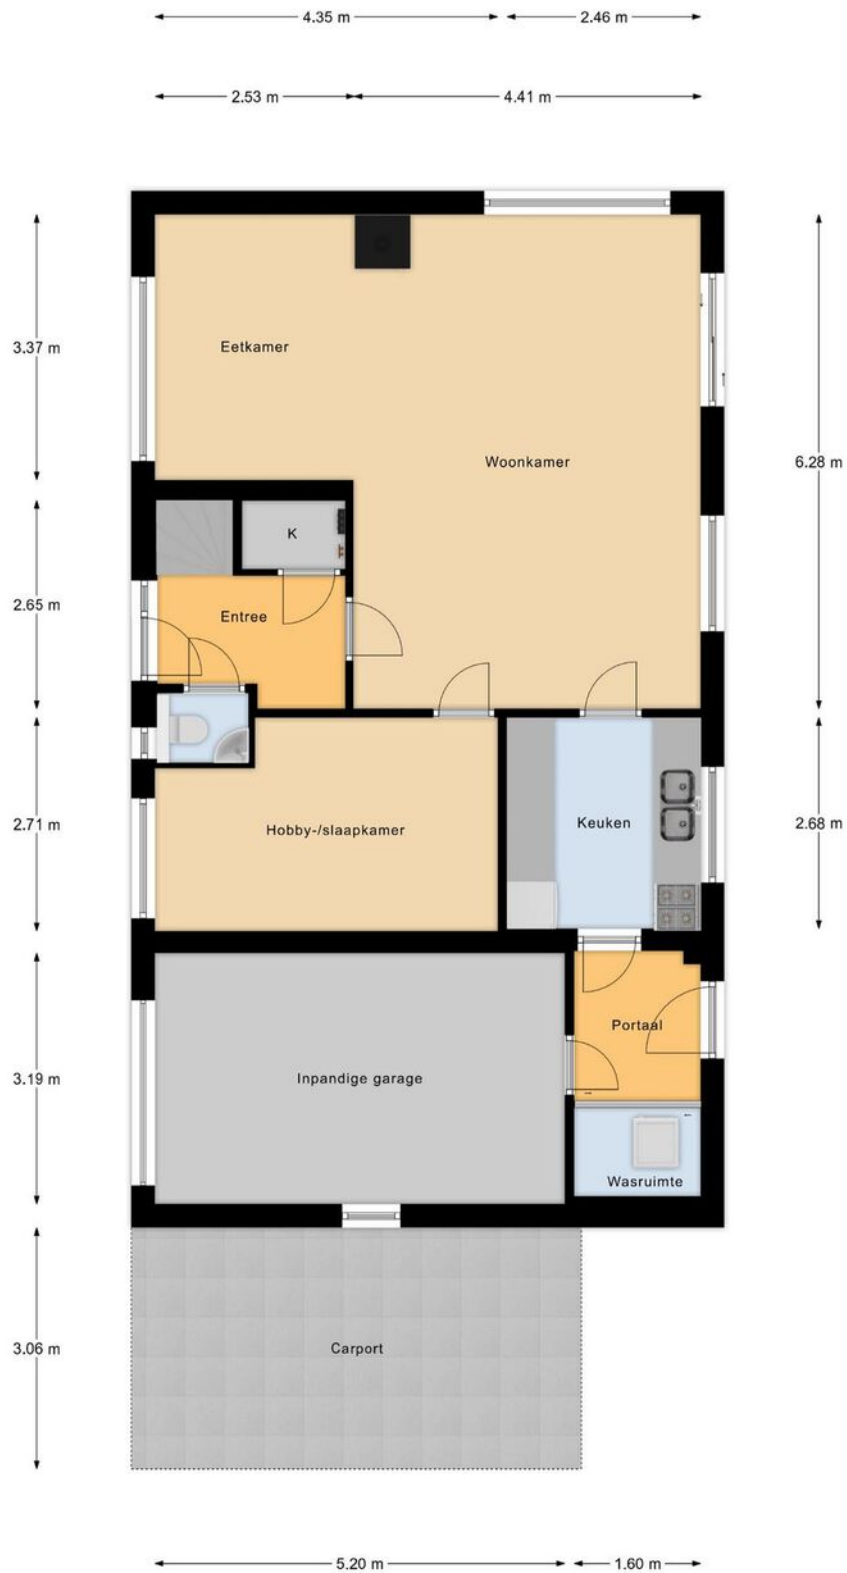 4.35 m
2.46 m
2.53 m
4.41 m
3.37 m
Eetkamer
6.28 m
Woonkamer
K
2.65 m
Entree
2.71 m
Hobby-/slaapkamer
Keuken
2.68 m
Portaal
3.19 m
Inpandige garage
Wasruimte
3.06 m
Carport
5.20 m
1.60 m